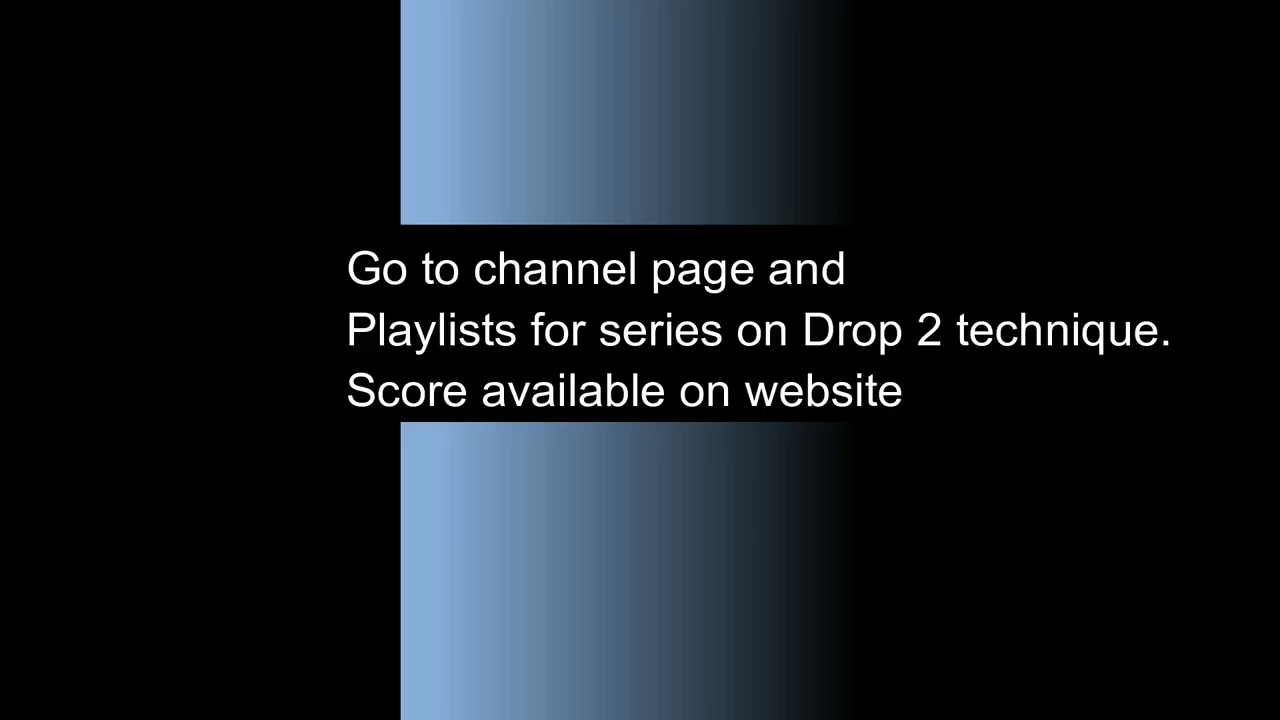 Go to channel page and
Playlists for series on Drop 2 technique.
Score available on website